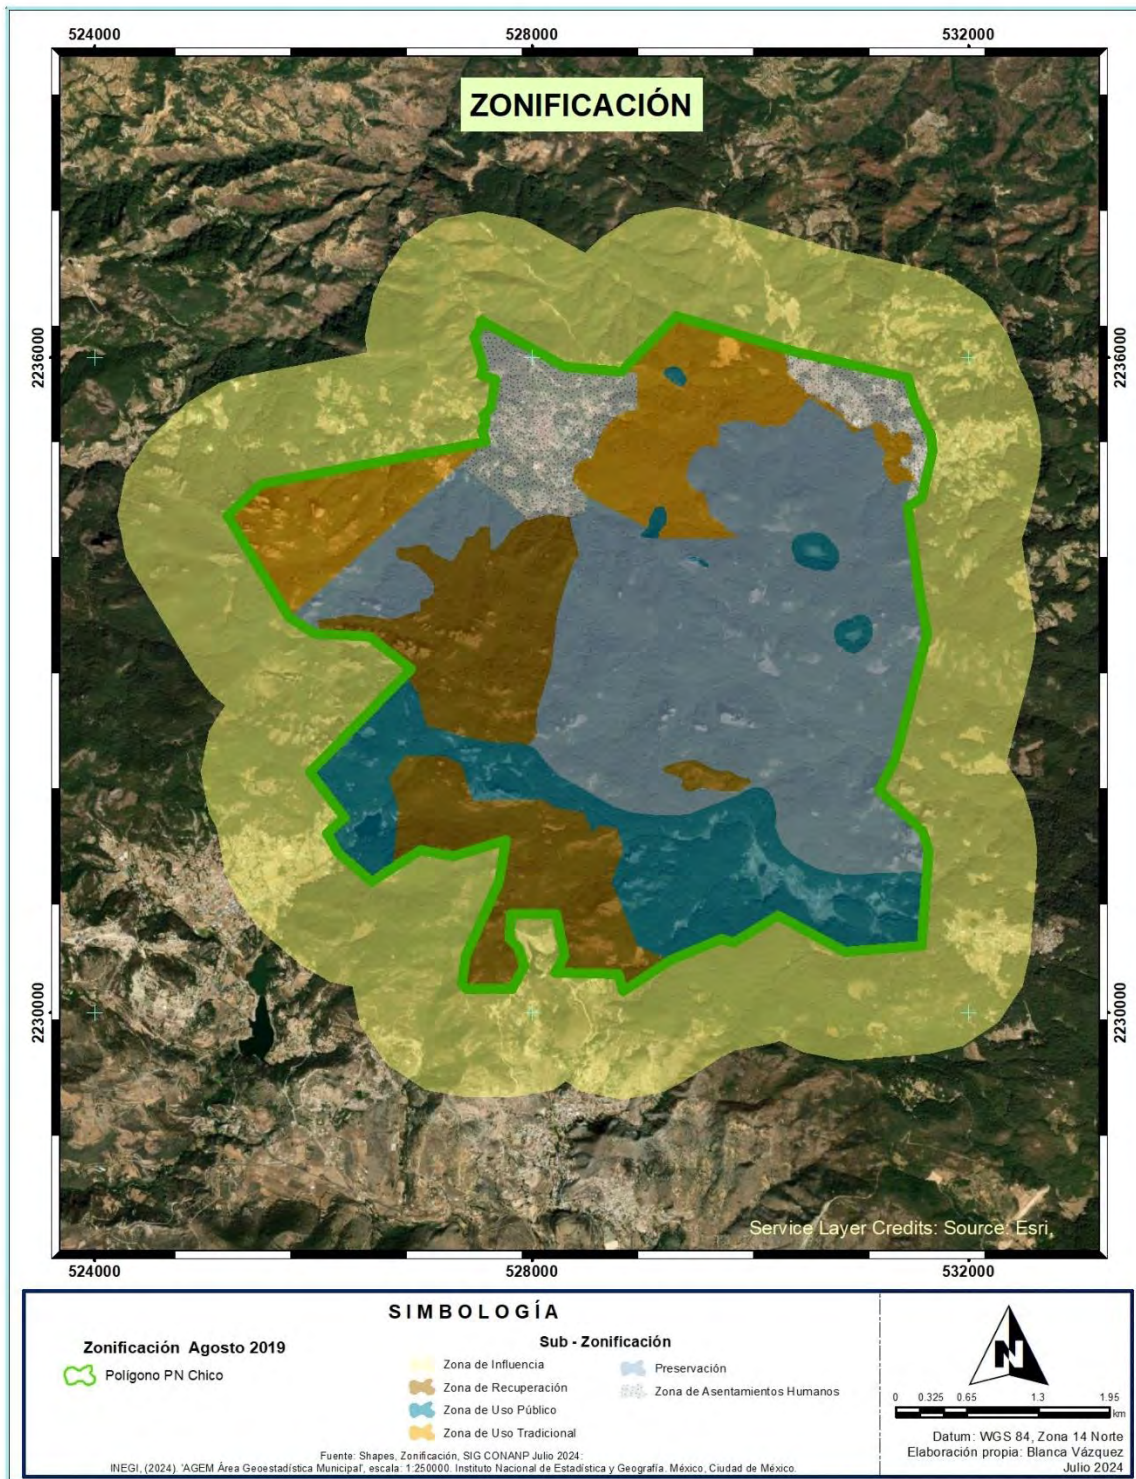 524000 528000 532000
ZONIFICACIÓN
2236000 2236000
2230000 2230000
Service Layer Credits: Source: Esri,
524000 528000 532000
SIMBOLOGÍA
Zonificación Agosto 2019
Polígono PN Chico
Sub - Zonificación
Zona de Influencia
Zona de Recuperación
Zona de Uso Público
Zona de Uso Tradicional
Preservación
Zona de Asentamientos Humanos
Fuente: Shapes, Zonificación, SIG CONANP Julio 2024:
INEGI, (2024). 'AGEM Área Geoestadística Municipal', escala: 1:250000. Instituto Nacional de Estadística y Geografía. México, Ciudad de México.
N
0 0.325 0.65 1.3 1.95
km
Datum: WGS 84, Zona 14 Norte
Elaboración propia: Blanca Vázquez
Julio 2024